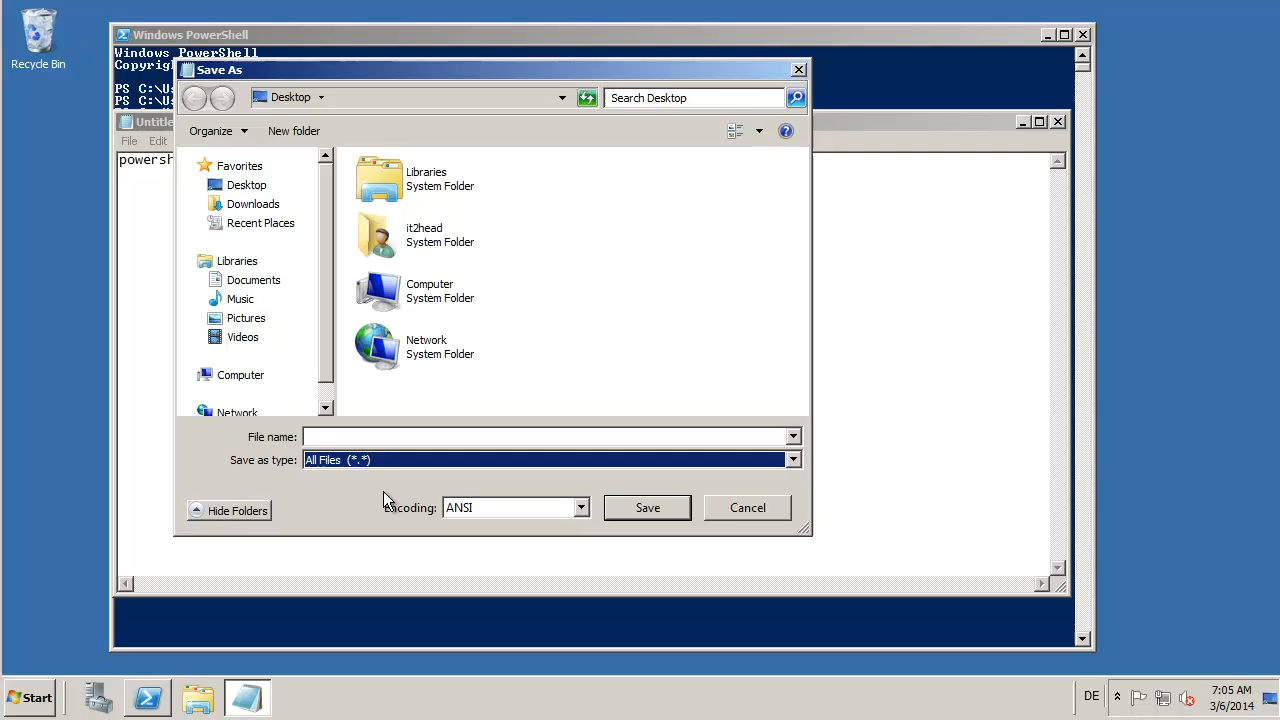 Recycle Bin
Windows PowerShell
Windows PowerShell
Copyrig
PS C:\Us
PS C:\Us
Untitle
File Edit
powersh
Save As
Desktop
Search Desktop
Organize
New folder
Favorites
Desktop
Downloads
Recent Places
Libraries
Documents
Music
Pictures
Videos
Computer
Network
Libraries
System Folder
it2head
System Folder
Computer
System Folder
Network
System Folder
File name:
Save as type: All Files (*.*)
Hide Folders
Encoding: ANSI
Save
Cancel
Start
DE
7:05 AM
3/6/2014